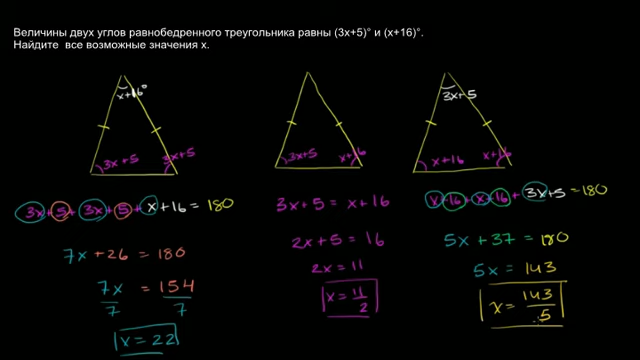 Величины двух углов равнобедренного треугольника равны (3x+5)° и (x+16)°.
Найдите все возможные значения x.
x+16°
3x+5
3x+5
3x+5
x+16
3x+5
x+16
x+16
3x+5+3x+5+x+16=180
7x+26=180
7x = 154
7 7
x=22
3x+5=x+16
2x+5=16
2x=11
x=11/2
x+16+x+16+3x+5=180
5x+37=180
5x=143
x=143/5